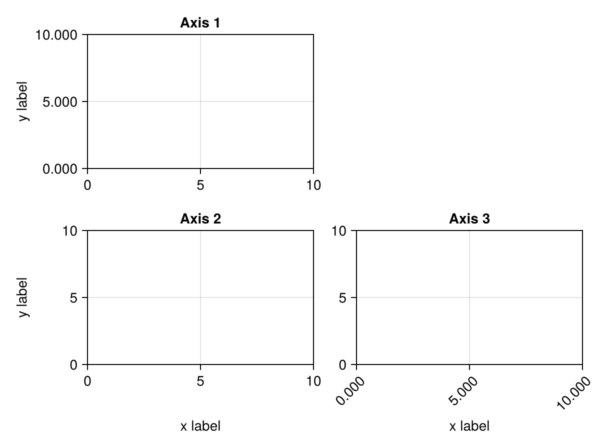 Axis 1
10.000
5.000
0.000
y label
0 5 10
Axis 2 Axis 3
10 10
5 5
y label
0 0
0 5 10 0.000 5.000 10.000
x label x label